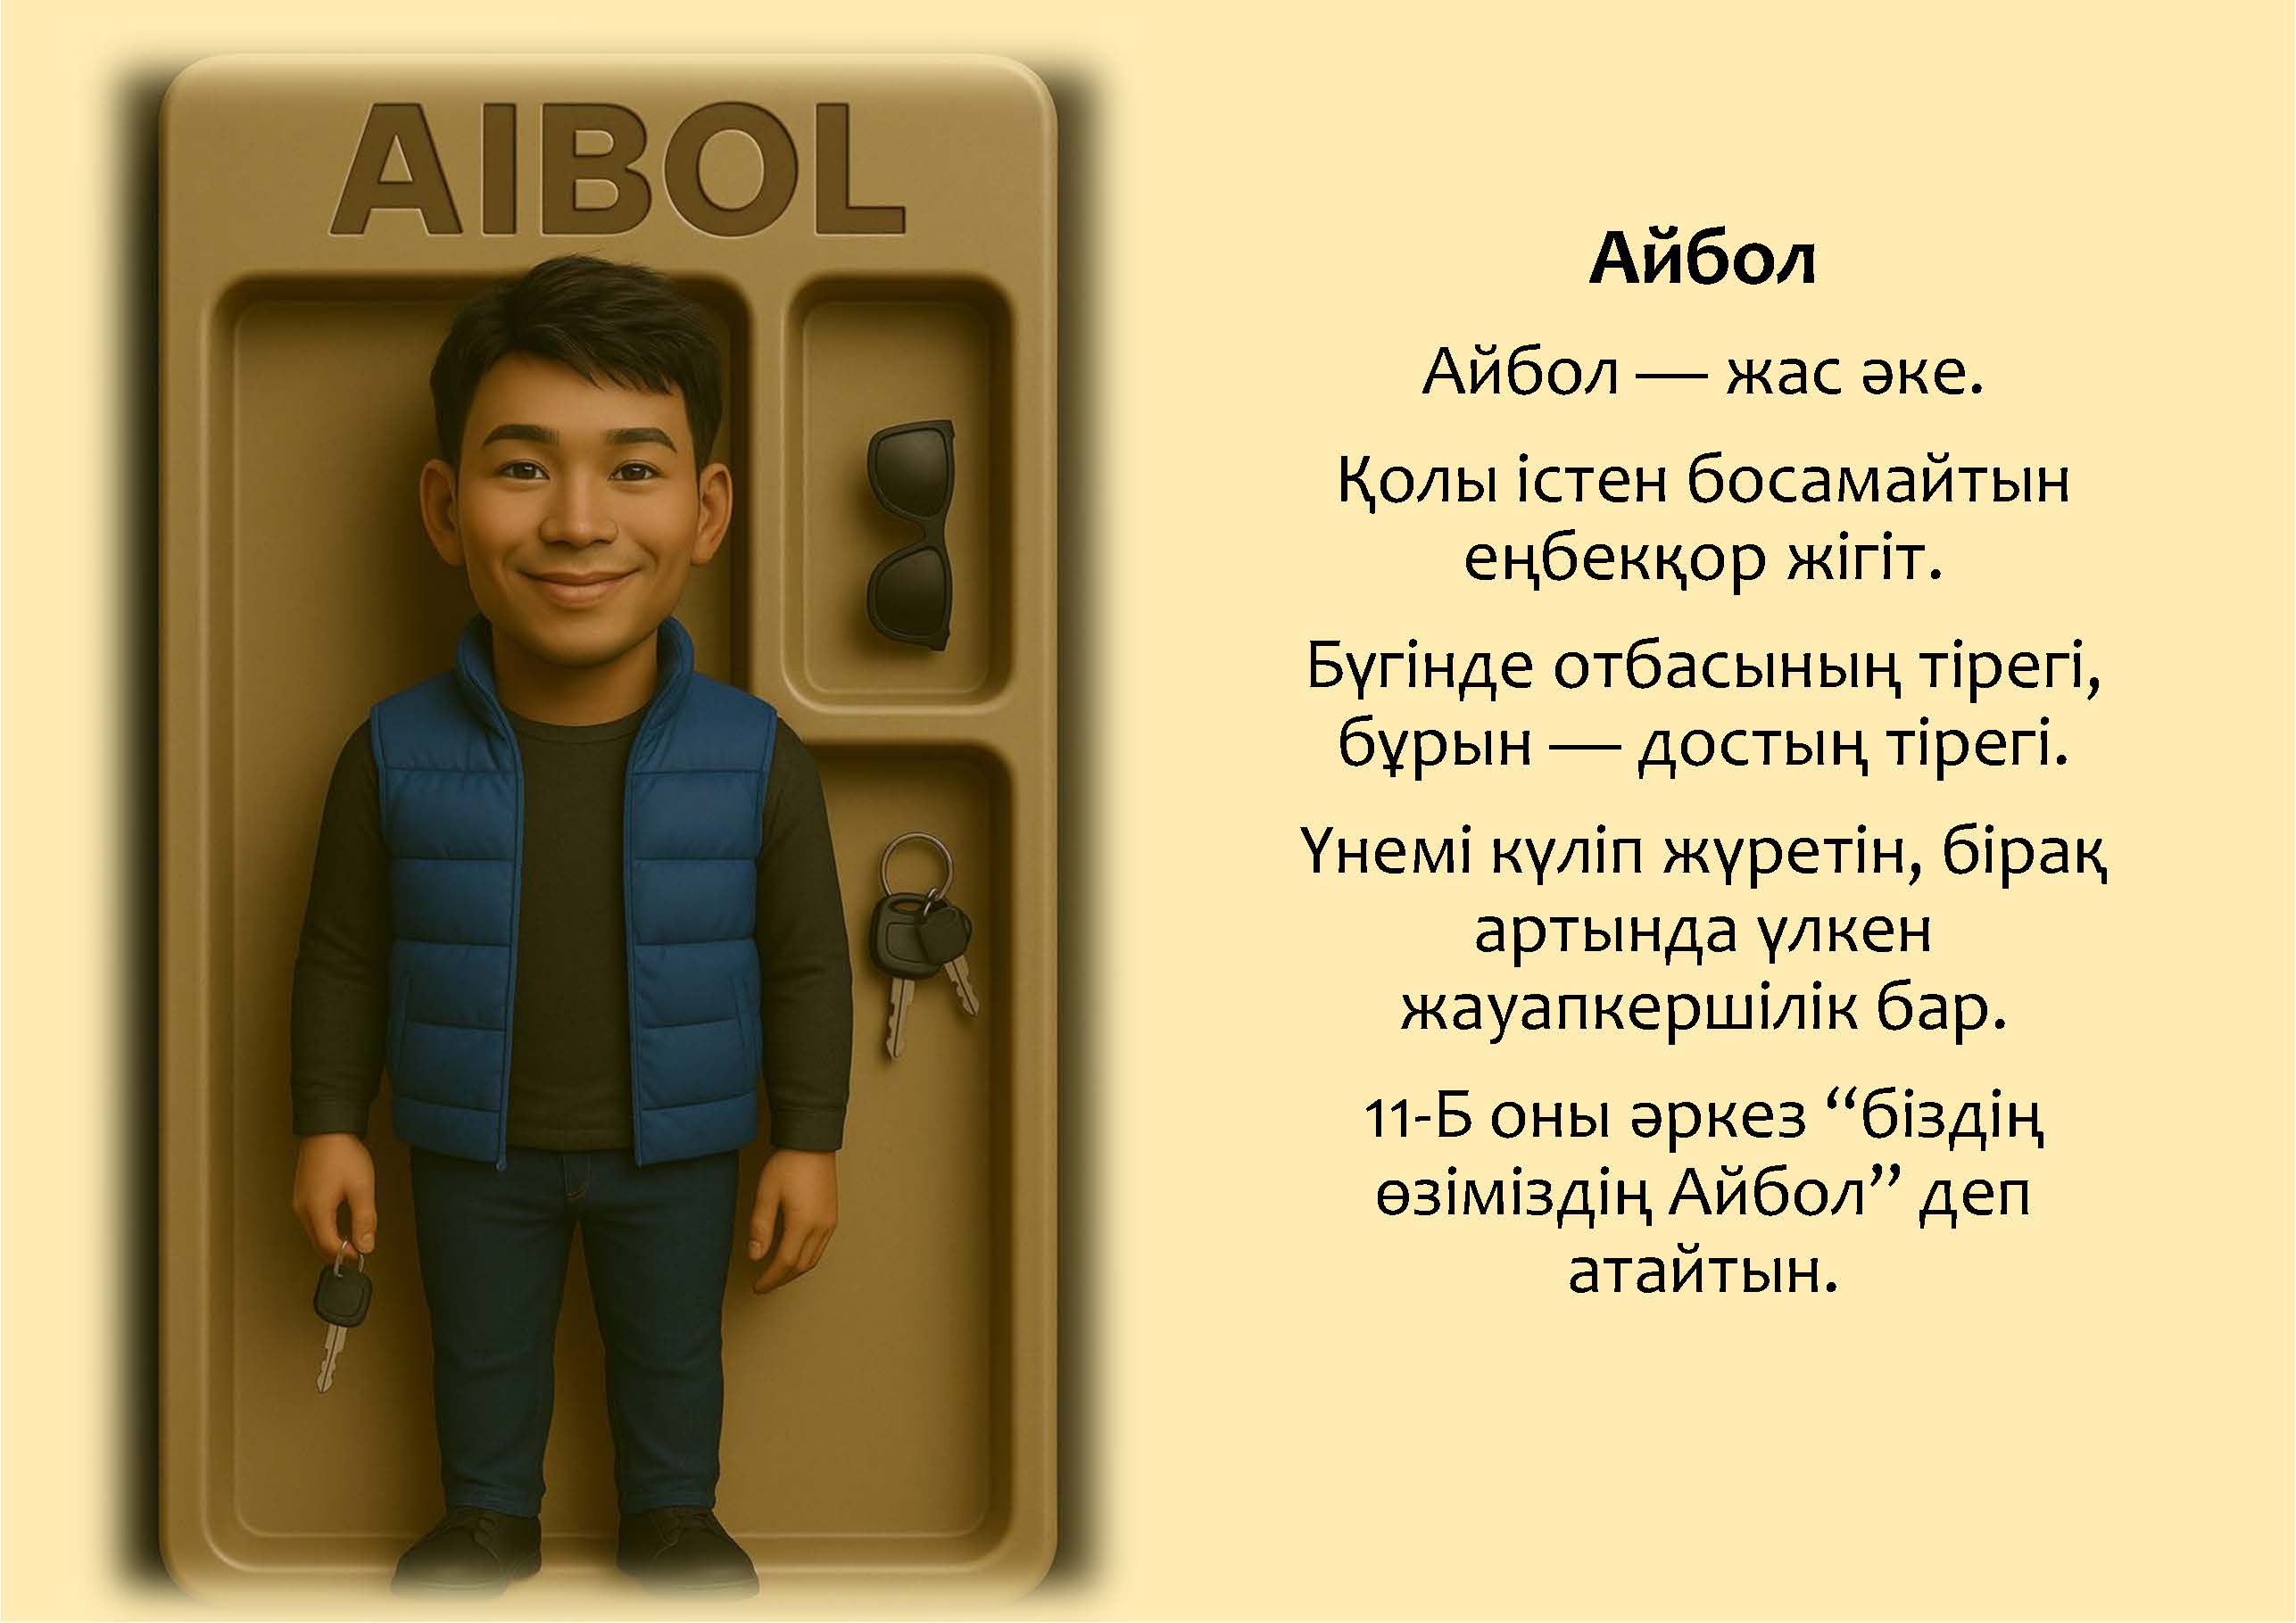 AIBOL
Айбол
Айбол — жас әке.
Қолы істен босамайтын
еңбекқор жігіт.
Бүгінде отбасының тірегі,
бұрын — достың тірегі.
Үнемі күліп жүретін, бірақ
артында үлкен
жауапкершілік бар.
11-Б оны әркез “біздің
өзіміздің Айбол” деп
атайтын.